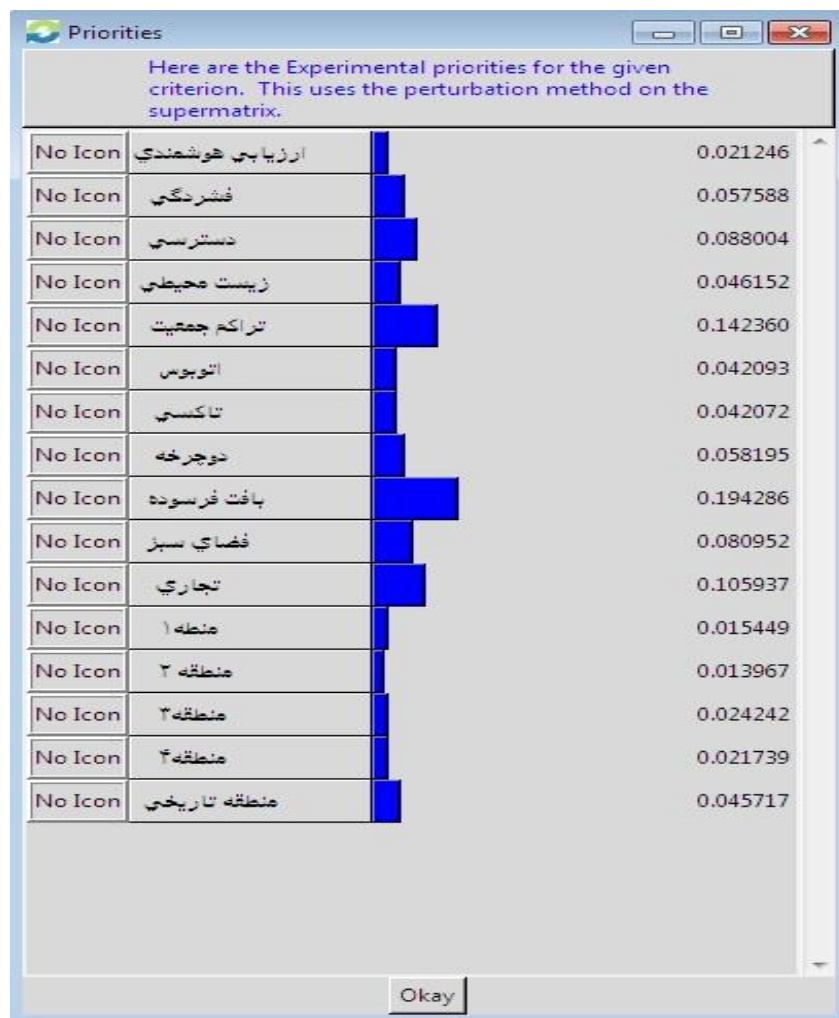 Priorities
Here are the Experimental priorities for the given
criterion. This uses the perturbation method on the
supermatrix.
No Icon ارزيابي هوشمندي 0.021246
No Icon فشردگي 0.057588
No Icon دسترسي 0.088004
No Icon زيست محيطي 0.046152
No Icon تراکم جمعيت 0.142360
No Icon اتوبوس 0.042093
No Icon تاکسي 0.042072
No Icon دوچرخه 0.058195
No Icon بافت فرسوده 0.194286
No Icon فضاي سبز 0.080952
No Icon تجاري 0.105937
No Icon منطه۱ 0.015449
No Icon منطقه ۲ 0.013967
No Icon منطقه۳ 0.024242
No Icon منطقه۴ 0.021739
No Icon منطقه تاريخي 0.045717
Okay